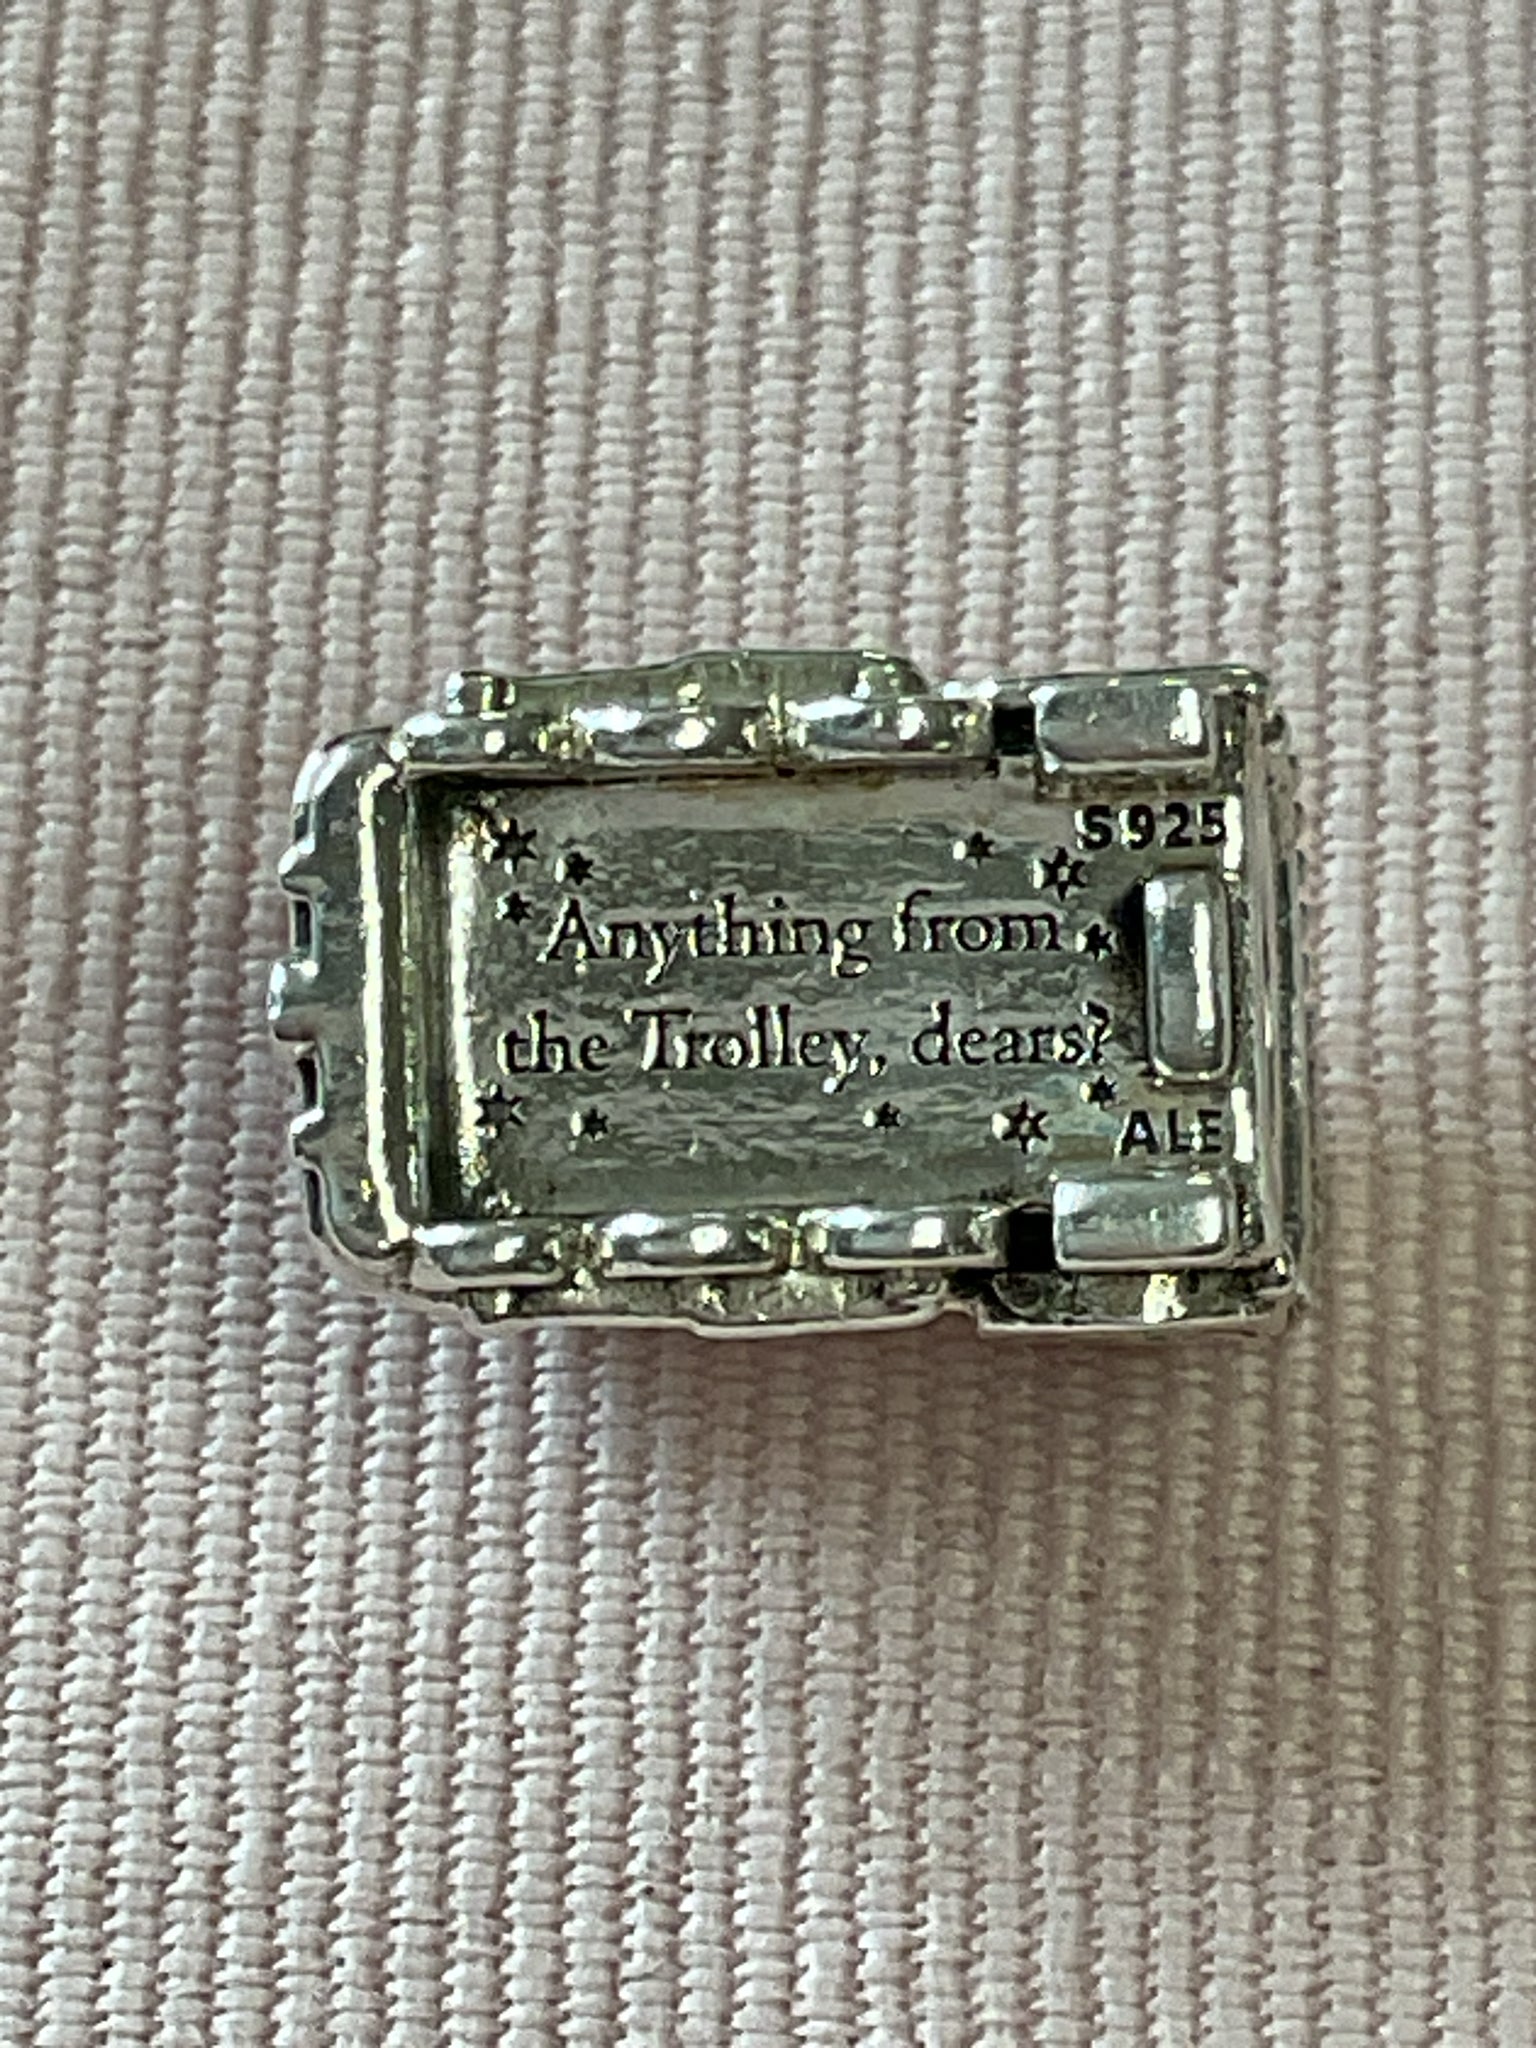 S925
Anything from
the Trolley, dears?
ALE